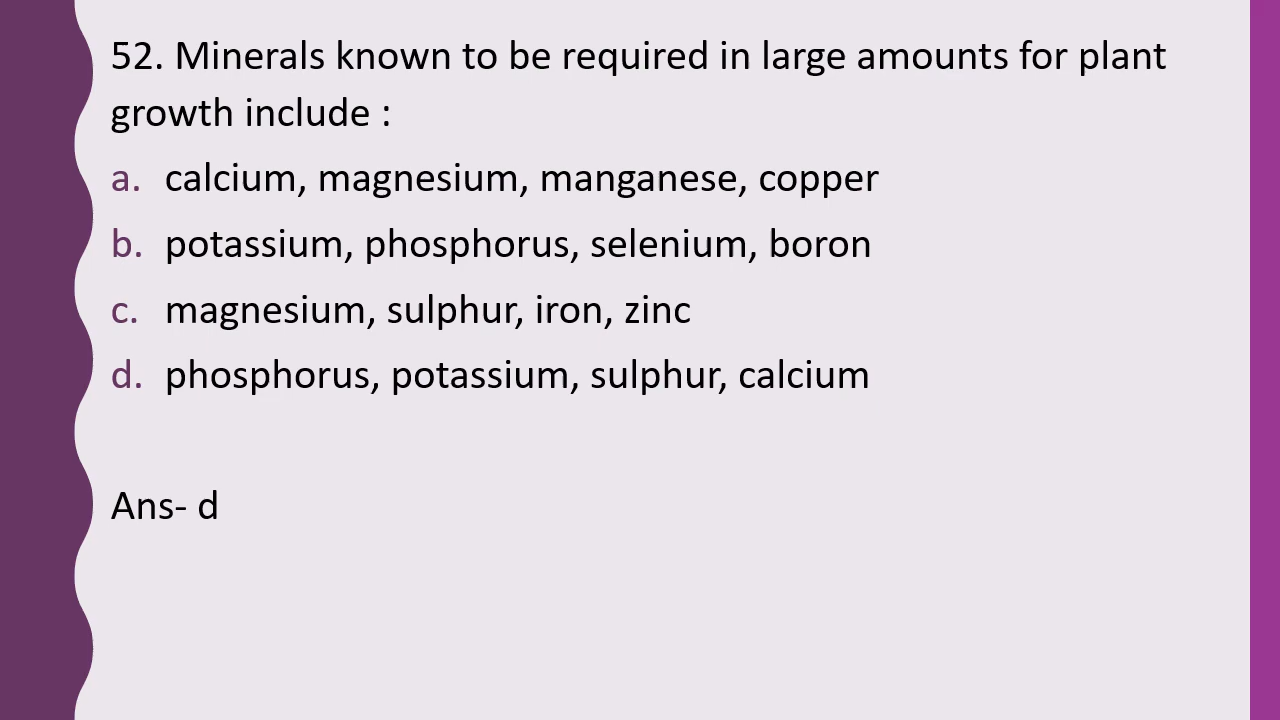 52. Minerals known to be required in large amounts for plant
growth include :
a. calcium, magnesium, manganese, copper
b. potassium, phosphorus, selenium, boron
c. magnesium, sulphur, iron, zinc
d. phosphorus, potassium, sulphur, calcium
Ans- d